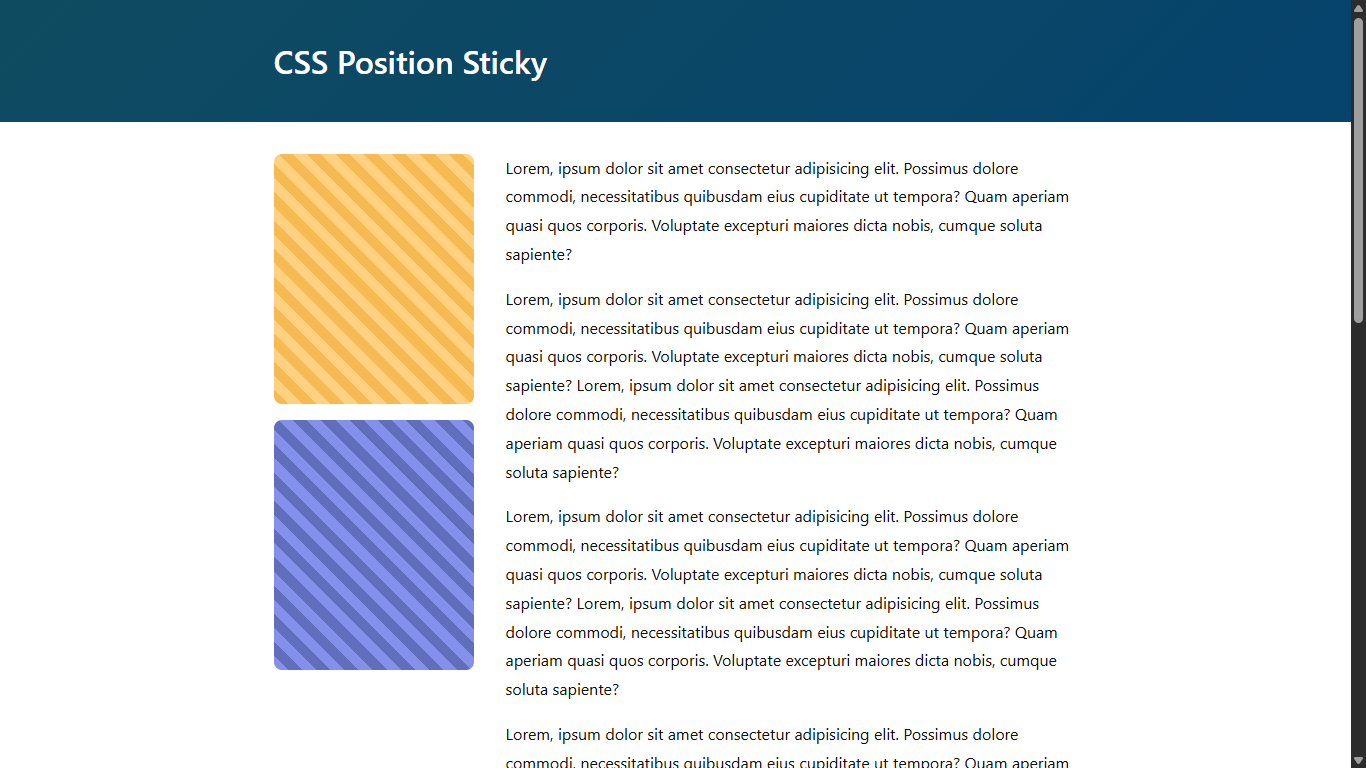 CSS Position Sticky
Lorem, ipsum dolor sit amet consectetur adipisicing elit. Possimus dolore
commodi, necessitatibus quibusdam eius cupiditate ut tempora? Quam aperiam
quasi quos corporis. Voluptate excepturi maiores dicta nobis, cumque soluta
sapiente?
Lorem, ipsum dolor sit amet consectetur adipisicing elit. Possimus dolore
commodi, necessitatibus quibusdam eius cupiditate ut tempora? Quam aperiam
quasi quos corporis. Voluptate excepturi maiores dicta nobis, cumque soluta
sapiente? Lorem, ipsum dolor sit amet consectetur adipisicing elit. Possimus
dolore commodi, necessitatibus quibusdam eius cupiditate ut tempora? Quam
aperiam quasi quos corporis. Voluptate excepturi maiores dicta nobis, cumque
soluta sapiente?
Lorem, ipsum dolor sit amet consectetur adipisicing elit. Possimus dolore
commodi, necessitatibus quibusdam eius cupiditate ut tempora? Quam aperiam
quasi quos corporis. Voluptate excepturi maiores dicta nobis, cumque soluta
sapiente? Lorem, ipsum dolor sit amet consectetur adipisicing elit. Possimus
dolore commodi, necessitatibus quibusdam eius cupiditate ut tempora? Quam
aperiam quasi quos corporis. Voluptate excepturi maiores dicta nobis, cumque
soluta sapiente?
Lorem, ipsum dolor sit amet consectetur adipisicing elit. Possimus dolore
commodi, necessitatibus quibusdam eius cupiditate ut tempora? Quam aperiam